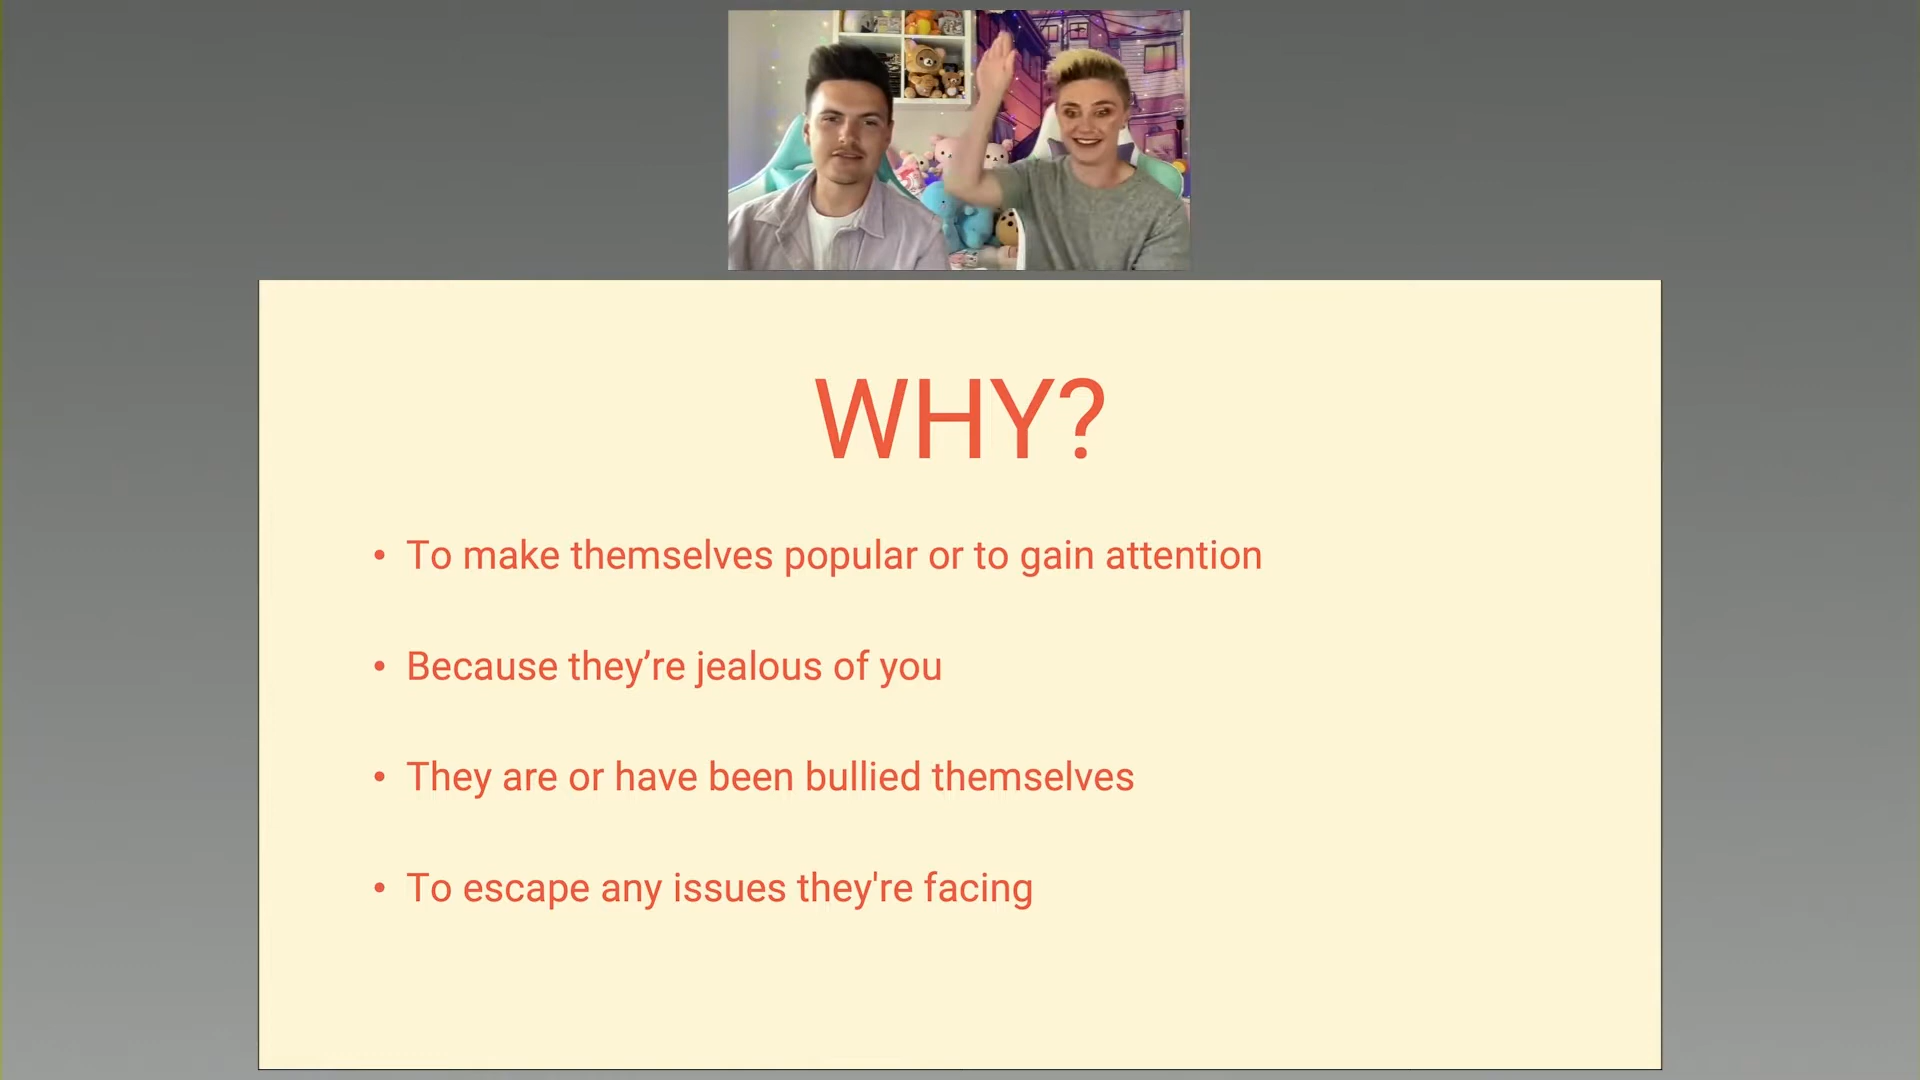 WHY?
• To make themselves popular or to gain attention
• Because they’re jealous of you
• They are or have been bullied themselves
• To escape any issues they're facing